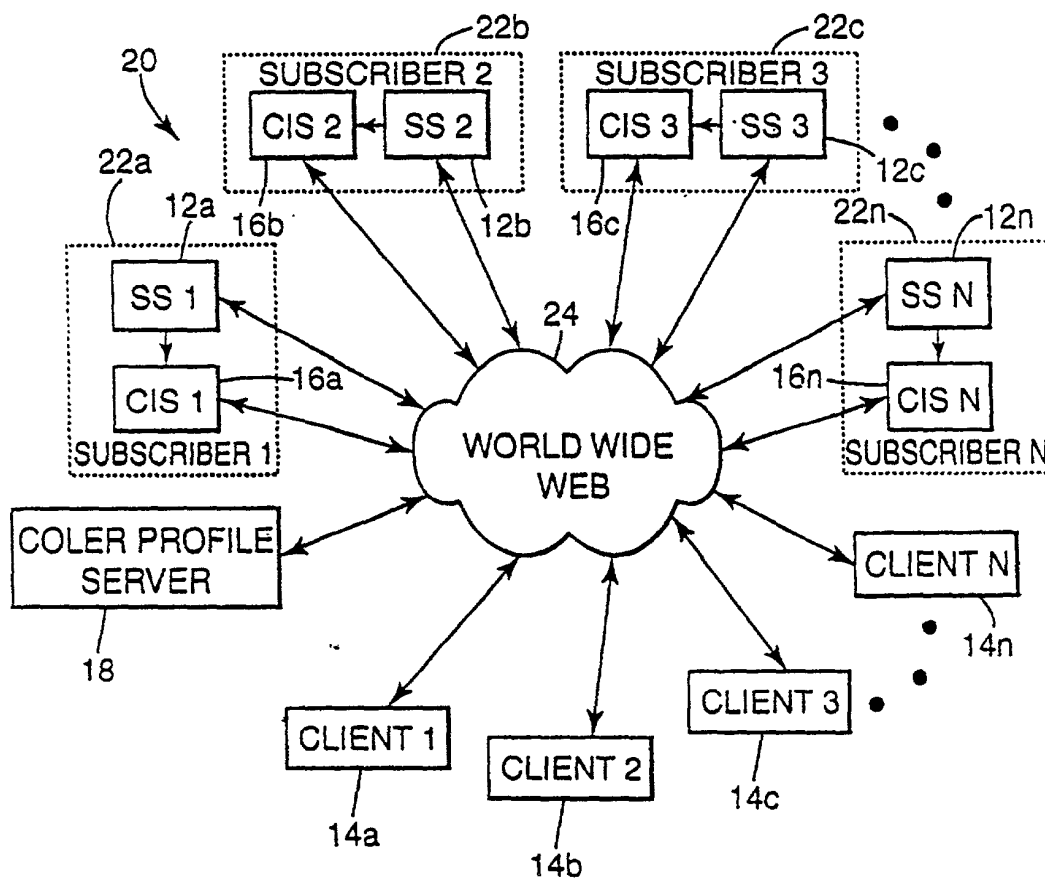 22b
22c
20
SUBSCRIBER 2
SUBSCRIBER 3
CIS 2
SS 2
CIS 3
SS 3
22a
12a
16b
12b
16c
12c
22n
12n
SS 1
SS N
24
16a
16n
CIS 1
CIS N
SUBSCRIBER 1
SUBSCRIBER N
WORLD WIDE
WEB
COLER PROFILE
SERVER
CLIENT N
18
14n
CLIENT 3
CLIENT 1
CLIENT 2
14c
14a
14b